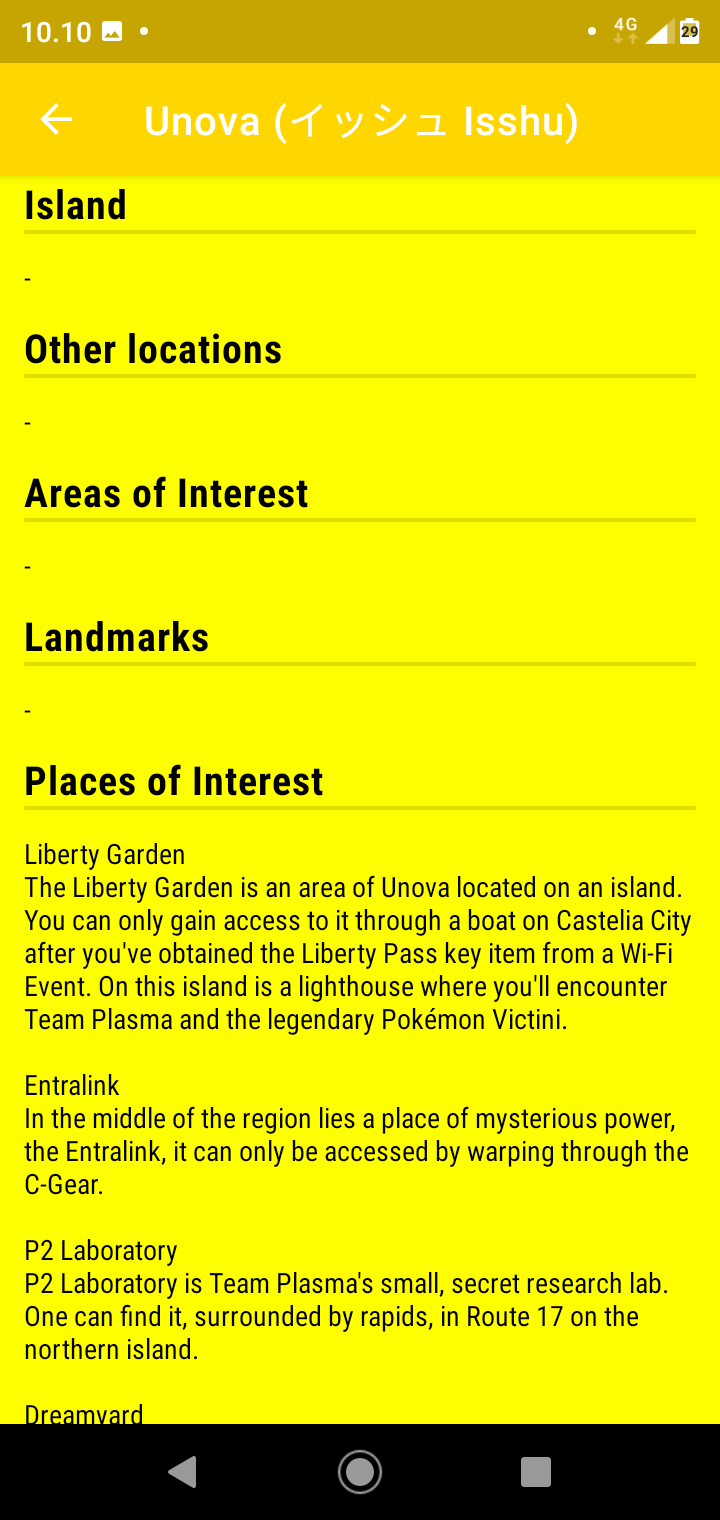 10.10
4G
29
Unova (イッシュ Isshu)
Island
-
Other locations
-
Areas of Interest
-
Landmarks
-
Places of Interest
Liberty Garden
The Liberty Garden is an area of Unova located on an island.
You can only gain access to it through a boat on Castelia City
after you've obtained the Liberty Pass key item from a Wi-Fi
Event. On this island is a lighthouse where you'll encounter
Team Plasma and the legendary Pokémon Victini.
Entralink
In the middle of the region lies a place of mysterious power,
the Entralink, it can only be accessed by warping through the
C-Gear.
P2 Laboratory
P2 Laboratory is Team Plasma's small, secret research lab.
One can find it, surrounded by rapids, in Route 17 on the
northern island.
Dreamyard